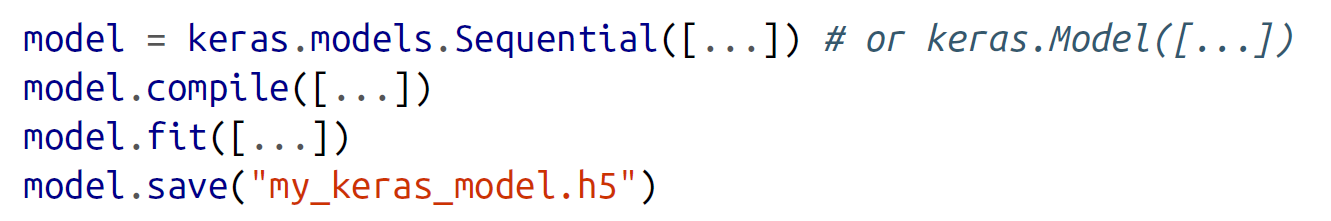 model = keras.models.Sequential([...]) # or keras.Model([...])
model.compile([...])
model.fit([...])
model.save("my_keras_model.h5")